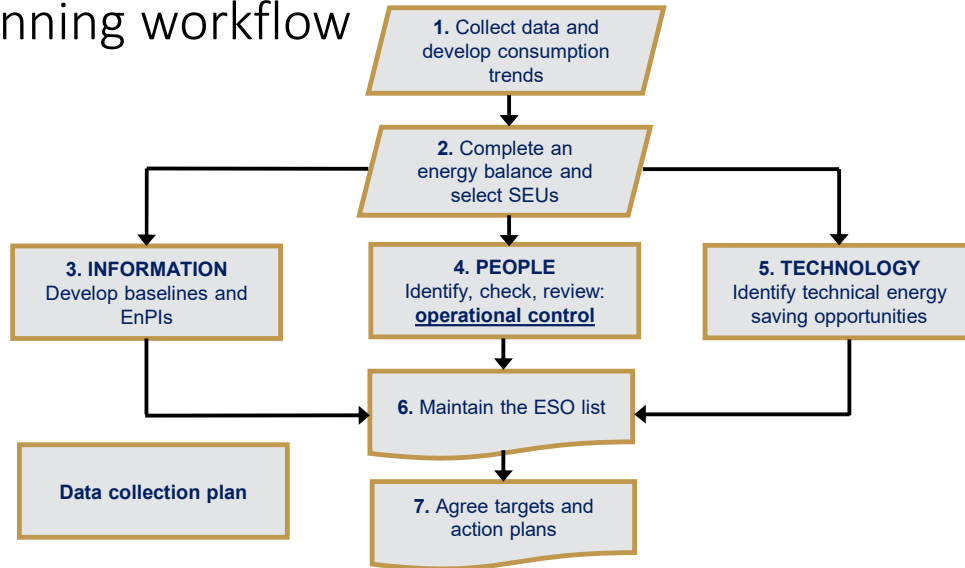 nning workflow
1. Collect data and
develop consumption
trends
2. Complete an
energy balance and
select SEUs
3. INFORMATION
Develop baselines and
EnPIs
4. PEOPLE
Identify, check, review:
operational control
5. TECHNOLOGY
Identify technical energy
saving opportunities
6. Maintain the ESO list
Data collection plan
7. Agree targets and
action plans